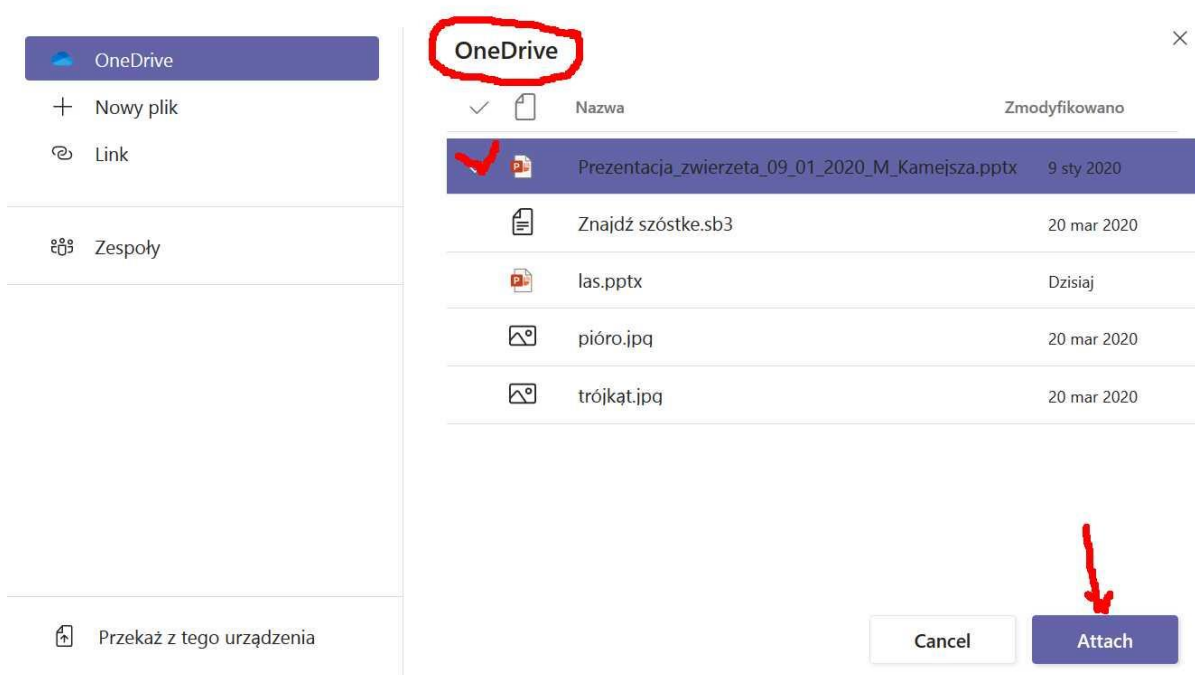 OneDrive
Nowy plik
Link
Zespoły
Przekaż z tego urządzenia
OneDrive
Nazwa Zmodyfikowano
Prezentacja_zwierzeta_09_01_2020_M_Kamejsza.pptx 9 sty 2020
Znajdź szóstke.sb3 20 mar 2020
las.pptx Dzisiaj
pióro.jpg 20 mar 2020
trójkąt.jpg 20 mar 2020
Cancel Attach